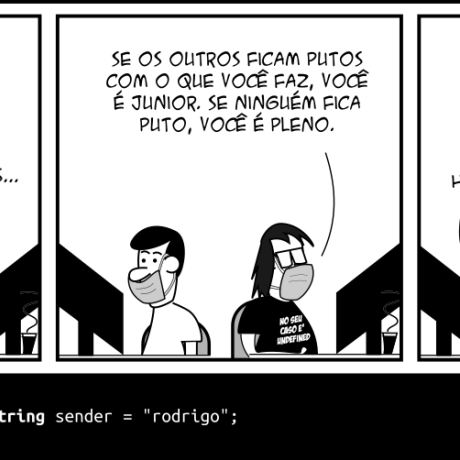 SE OS OUTROS FICAM PUTOS
COM O QUE VOCÊ FAZ, VOCÊ
É JUNIOR. SE NINGUÉM FICA
PUTO, VOCÊ É PLENO.
S...
H
NO SEU
CASO E'
UNDEFINED
tring sender = "rodrigo";